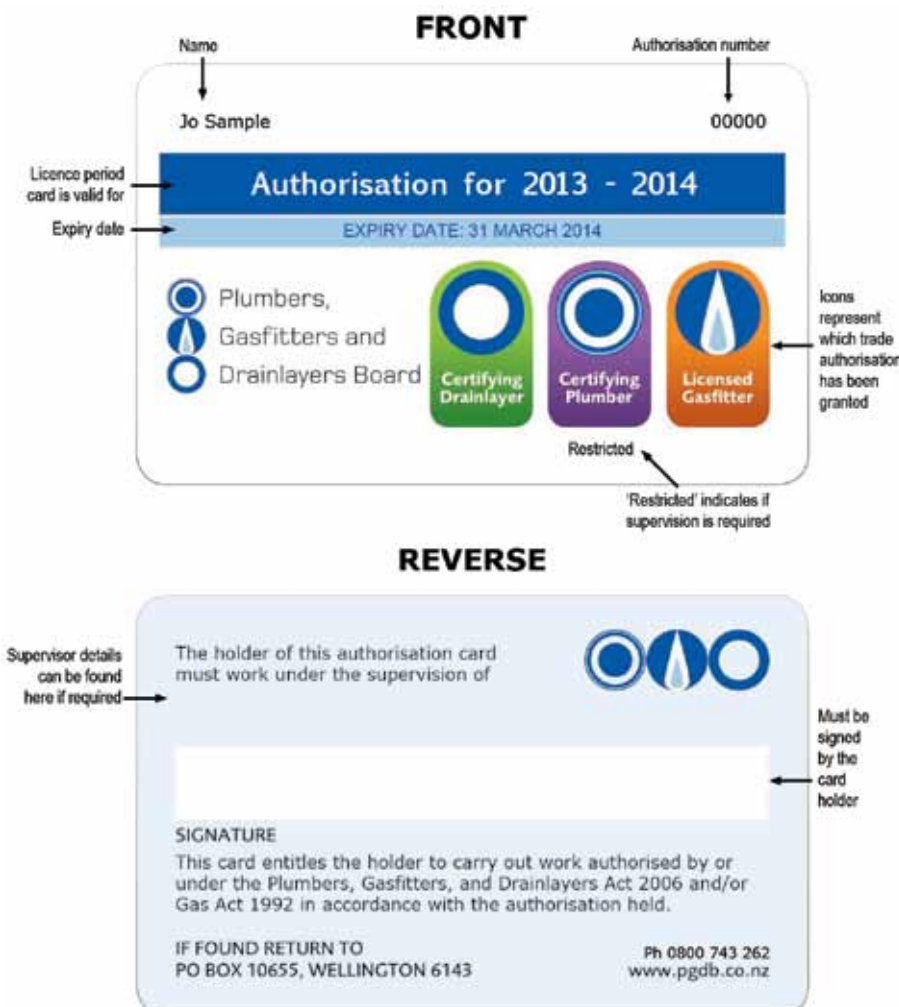 FRONT
Name
Authorisation number
Jo Sample
00000
Licence period
card is valid for
Authorisation for 2013 - 2014
Expiry date
EXPIRY DATE: 31 MARCH 2014
Plumbers,
Gasfitters and
Drainlayers Board
Certifying
Drainlayer
Certifying
Plumber
Licensed
Gasfitter
Icons
represent
which trade
authorisation
has been
granted
Restricted
'Restricted' indicates if
supervision is required
REVERSE
Supervisor details
can be found
here if required
The holder of this authorisation card
must work under the supervision of
Must be
signed
by the
card
holder
SIGNATURE
This card entitles the holder to carry out work authorised by or
under the Plumbers, Gasfitters, and Drainlayers Act 2006 and/or
Gas Act 1992 in accordance with the authorisation held.
IF FOUND RETURN TO
PO BOX 10655, WELLINGTON 6143
Ph 0800 743 262
www.pgdb.co.nz